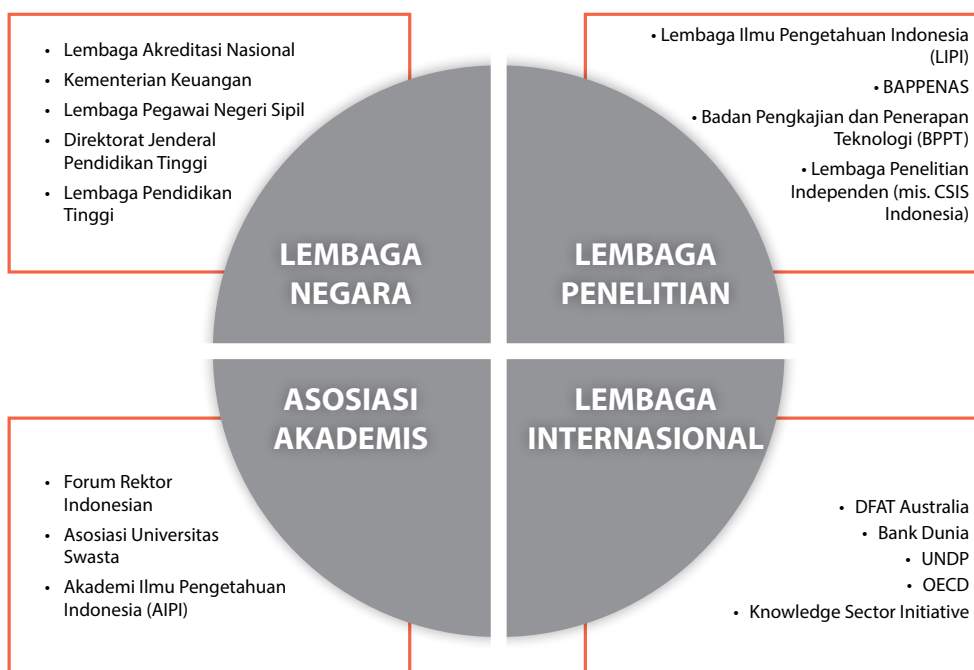 • Lembaga Akreditasi Nasional
• Kementerian Keuangan
• Lembaga Pegawai Negeri Sipil
• Direktorat Jenderal
Pendidikan Tinggi
• Lembaga Pendidikan
Tinggi
LEMBAGA
NEGARA
• Lembaga Ilmu Pengetahuan Indonesia
(LIPI)
• BAPPENAS
• Badan Pengkajian dan Penerapan
Teknologi (BPPT)
• Lembaga Penelitian
Independen (mis. CSIS
Indonesia)
LEMBAGA
PENELITIAN
ASOSIASI
AKADEMIS
• Forum Rektor
Indonesian
• Asosiasi Universitas
Swasta
• Akademi Ilmu Pengetahuan
Indonesia (AIPI)
LEMBAGA
INTERNASIONAL
• DFAT Australia
• Bank Dunia
• UNDP
• OECD
• Knowledge Sector Initiative